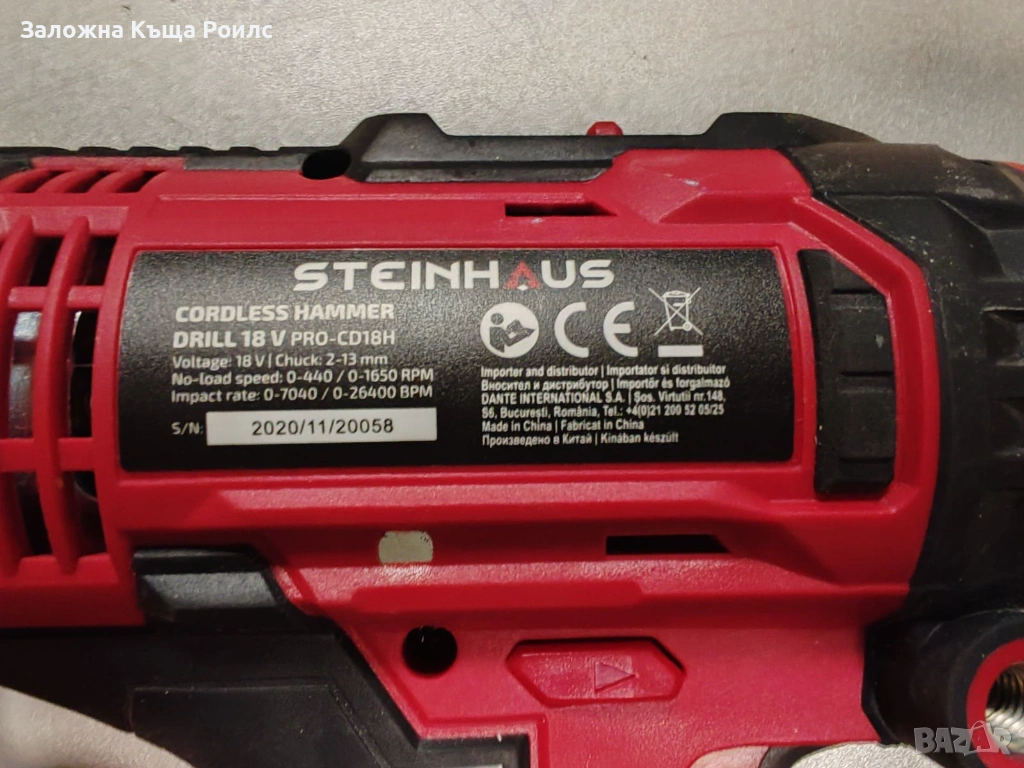 Заложна Къща Роилс
STEINHAUS
CORDLESS HAMMER
DRILL 18 V PRO-CD18H
Voltage: 18 V | Chuck: 2-13 mm
No-load speed: 0-440 / 0-1650 RPM
Impact rate: 0-7040 / 0-26400 BPM
S/N: 2020/11/20058
CE
Importer and distributor | Importator si distribuitor
Вносител и дистрибутор | Importőr és forgalmazó
DANTE INTERNATIONAL S.A. | Șos. Virtutii nr.148,
S6, București, România, Tel.: +4(0)21 200 52 05/25
Made in China | Fabricat in China
Произведено в Китай | Kínában készült
BAZAR